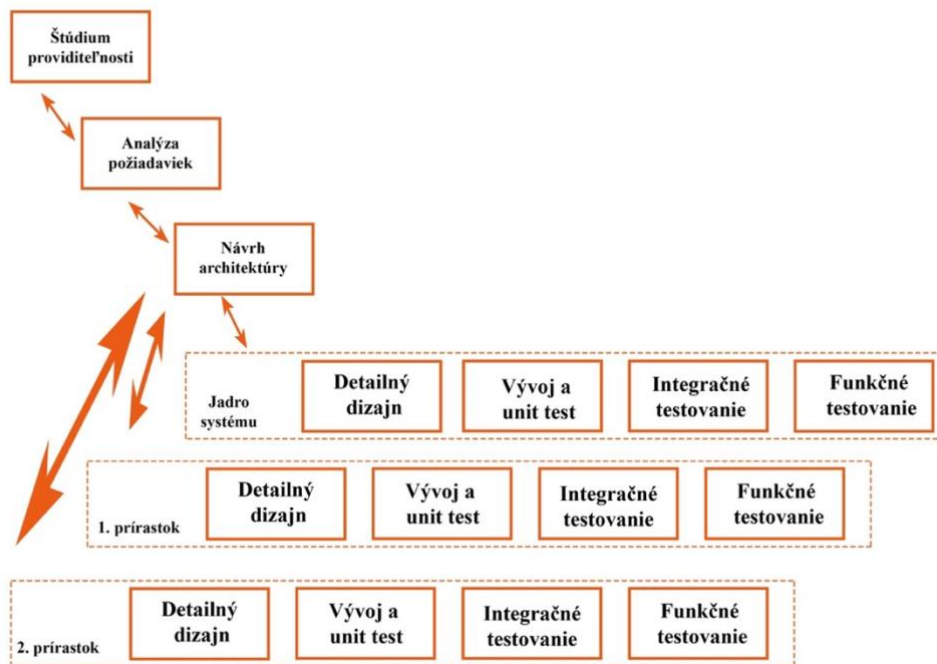 Štúdium
providiteľnosti
Analýza
požiadaviek
Návrh
architektúry
Jadro
systému
Detailný
dizajn
Vývoj a
unit test
Integračné
testovanie
Funkčné
testovanie
1. prírastok
Detailný
dizajn
Vývoj a
unit test
Integračné
testovanie
Funkčné
testovanie
2. prírastok
Detailný
dizajn
Vývoj a
unit test
Integračné
testovanie
Funkčné
testovanie